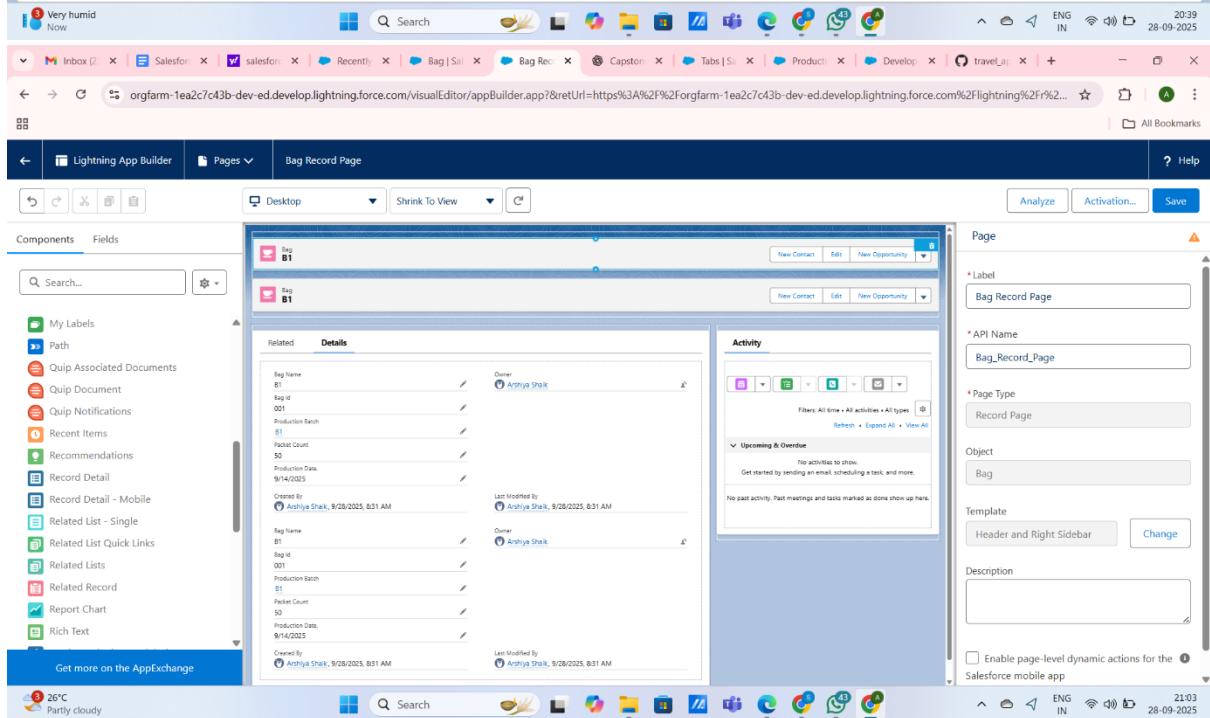 3 Very humid
Now
Search
43
ENG
IN
20:39
28-09-2025
Inbox (2
Salesfor
salesfor
Recently
Bag | Sal
Bag Rec
Capston
Tabs | Sa
Producti
Develop
travel_a
orgfarm-1ea2c7c43b-dev-ed.develop.lightning.force.com/visualEditor/appBuilder.app?&retUrl=https%3A%2F%2Forgfarm-1ea2c7c43b-dev-ed.develop.lightning.force.com%2Flightning%2Fr%2...
A
All Bookmarks
Lightning App Builder
Pages
Bag Record Page
? Help
Desktop
Shrink To View
Analyze
Activation...
Save
Components
Fields
Search...
My Labels
Path
Quip Associated Documents
Quip Document
Quip Notifications
Recent Items
Recommendations
Record Detail
Record Detail - Mobile
Related List - Single
Related List Quick Links
Related Lists
Related Record
Report Chart
Rich Text
Get more on the AppExchange
Bag
B1
New Contact
Edit
New Opportunity
Bag
B1
New Contact
Edit
New Opportunity
Related
Details
Bag Name
B1
Owner
Arshiya Shaik
Bag Id
001
Production Batch
B1
Packet Count
50
Production Date.
9/14/2025
Created By
Arshiya Shaik, 9/28/2025, 8:31 AM
Last Modified By
Arshiya Shaik, 9/28/2025, 8:31 AM
Bag Name
B1
Owner
Arshiya Shaik
Bag Id
001
Production Batch
B1
Packet Count
50
Production Date.
9/14/2025
Created By
Arshiya Shaik, 9/28/2025, 8:31 AM
Last Modified By
Arshiya Shaik, 9/28/2025, 8:31 AM
Activity
Filters: All time • All activities • All types
Refresh • Expand All • View All
Upcoming & Overdue
No activities to show.
Get started by sending an email, scheduling a task, and more.
No past activity. Past meetings and tasks marked as done show up here.
Page
* Label
Bag Record Page
* API Name
Bag_Record_Page
* Page Type
Record Page
Object
Bag
Template
Header and Right Sidebar
Change
Description
Enable page-level dynamic actions for the
Salesforce mobile app
3 26°C
Partly cloudy
Search
43
ENG
IN
21:03
28-09-2025